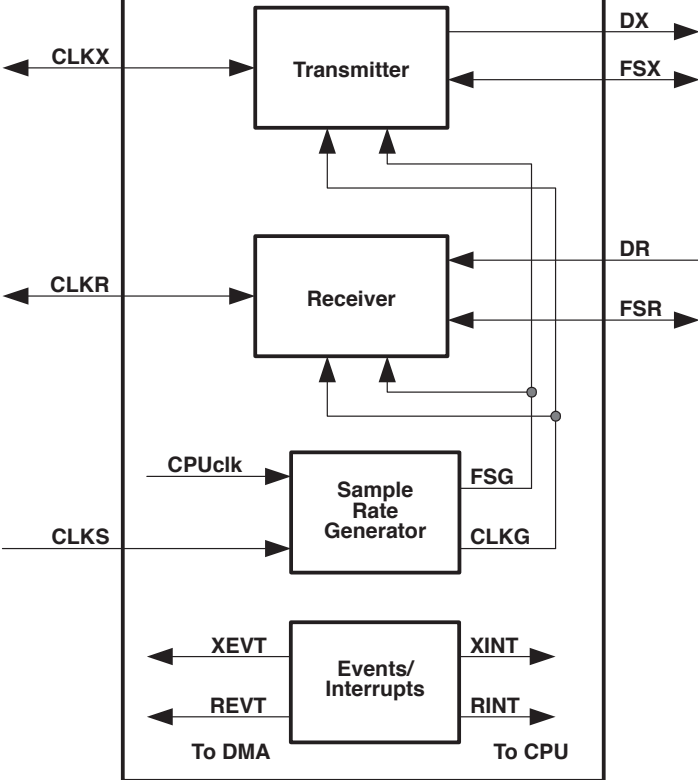 DX
CLKX
Transmitter
FSX
DR
CLKR
Receiver
FSR
CPUclk
Sample
Rate
Generator
FSG
CLKS
CLKG
XEVT
Events/
Interrupts
XINT
REVT
RINT
To DMA
To CPU